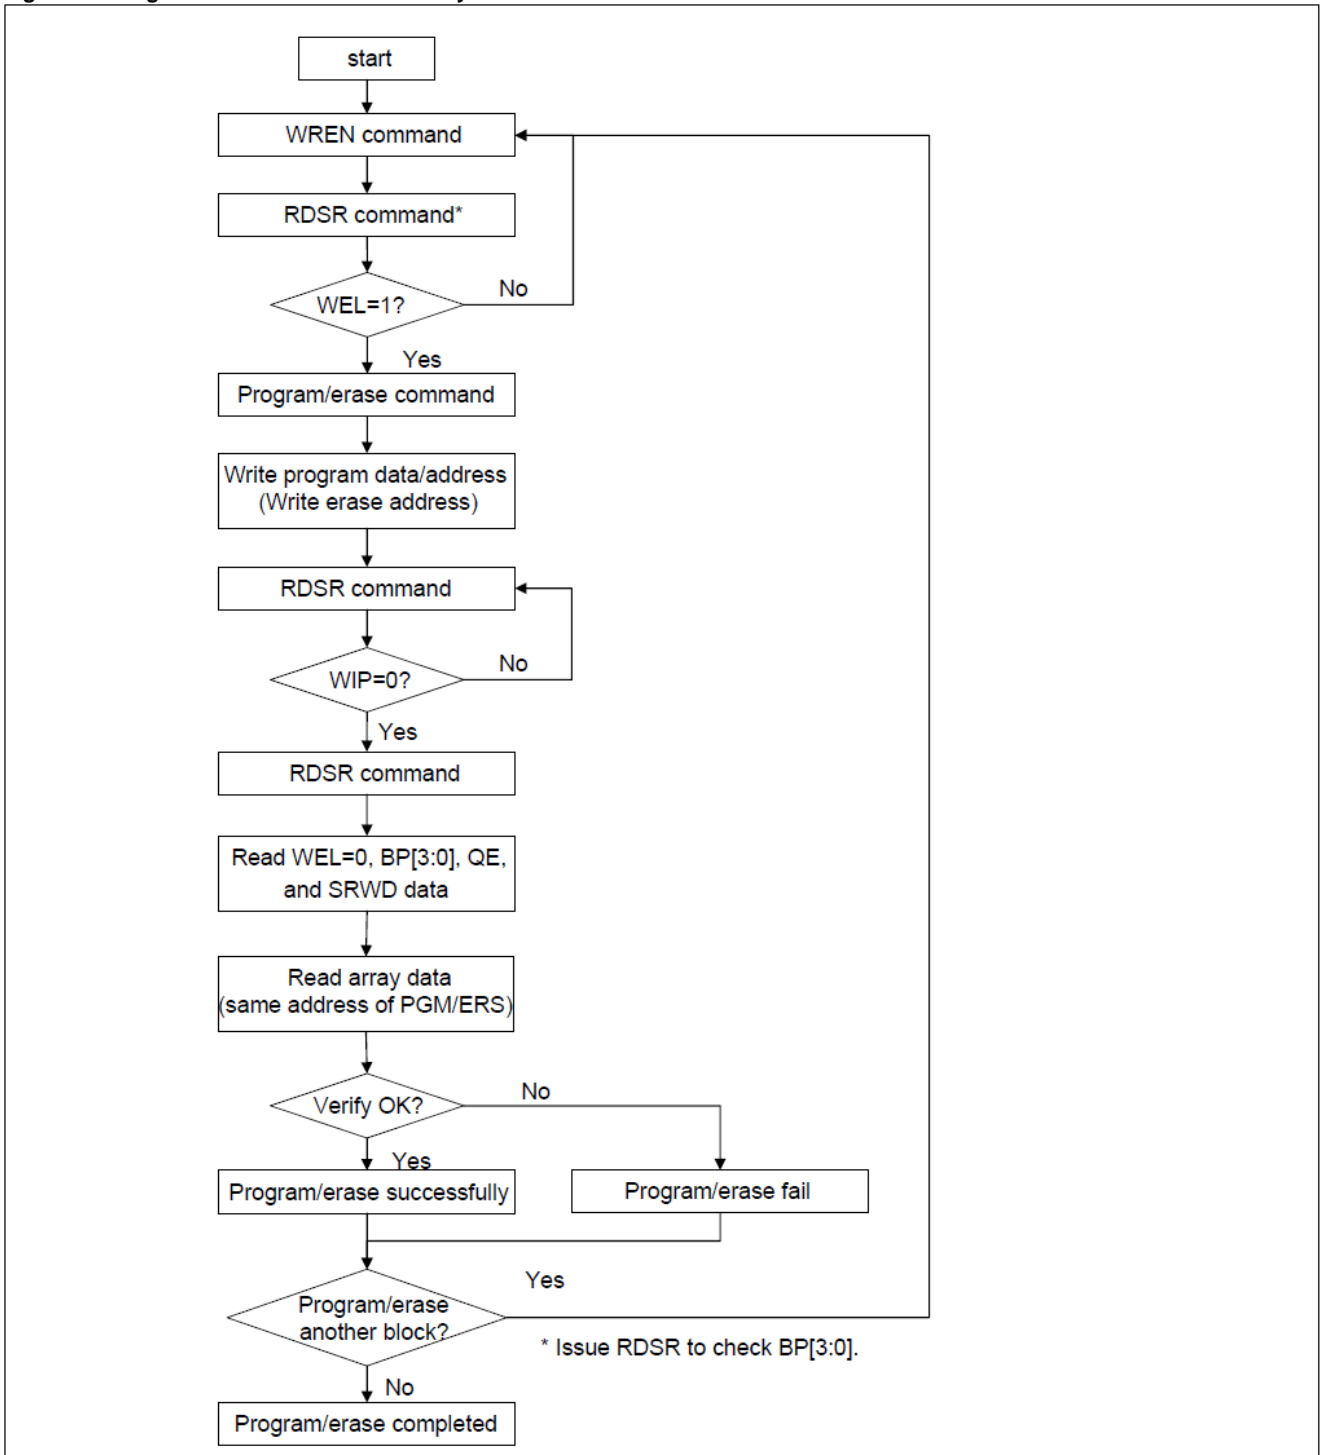 start
WREN command
RDSR command*
WEL=1?
No
Yes
Program/erase command
Write program data/address
(Write erase address)
RDSR command
WIP=0?
No
Yes
RDSR command
Read WEL=0, BP[3:0], QE,
and SRWD data
Read array data
(same address of PGM/ERS)
Verify OK?
No
Yes
Program/erase successfully
Program/erase fail
Yes
Program/erase
another block?
* Issue RDSR to check BP[3:0].
No
Program/erase completed